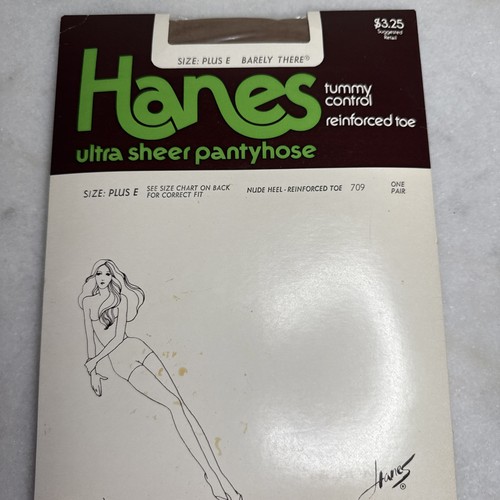 $3.25
Suggested
Retail
SIZE: PLUS E BARELY THERE®
Hanes
tummy
control
reinforced toe
ultra sheer pantyhose
SIZE: PLUS E
SEE SIZE CHART ON BACK
FOR CORRECT FIT
NUDE HEEL-REINFORCED TOE 709
ONE
PAIR
Hanes
®